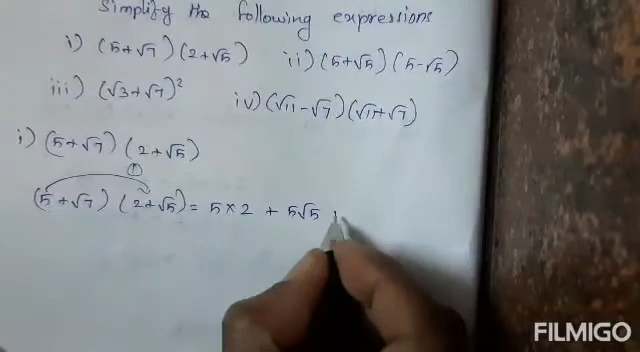 Simplify the following expressions
i) (5+√7) (2+√5) ii) (5+√5) (5-√5)
iii) (√3+√7)² iv) (√11-√7) (√11+√7)
i) (5+√7) (2+√5)
①
(5+√7) (2+√5) = 5×2 + 5√5
FILMIGO